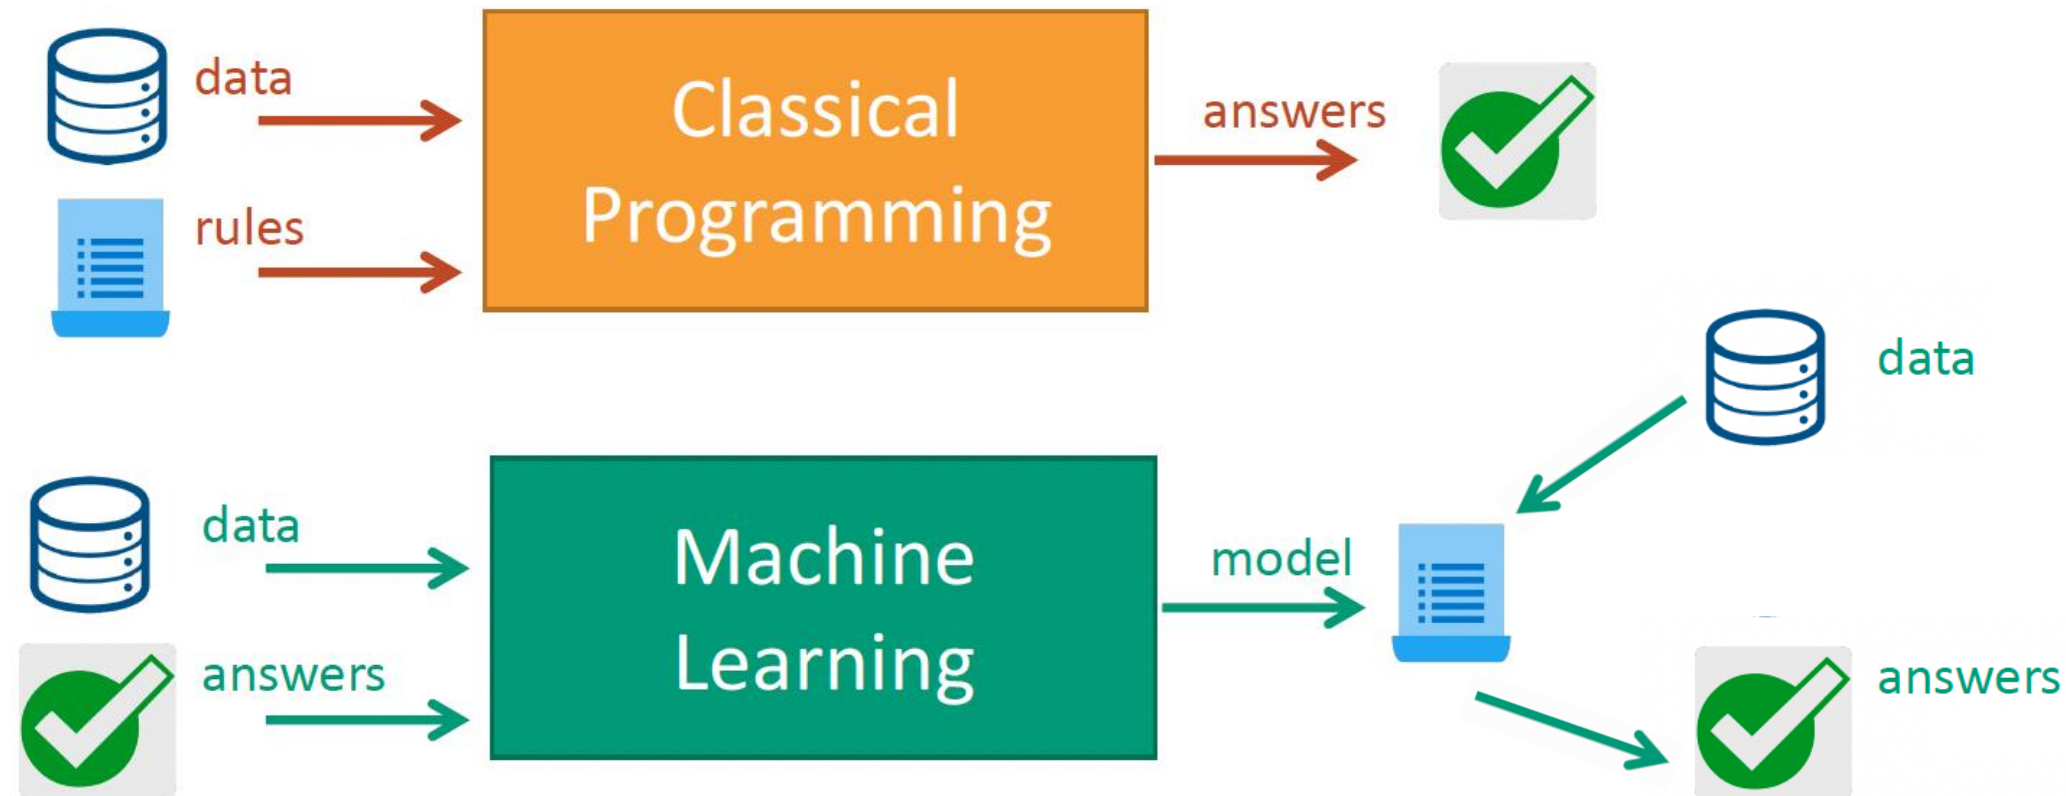 data
rules
Classical
Programming
answers
data
answers
Machine
Learning
model
data
answers